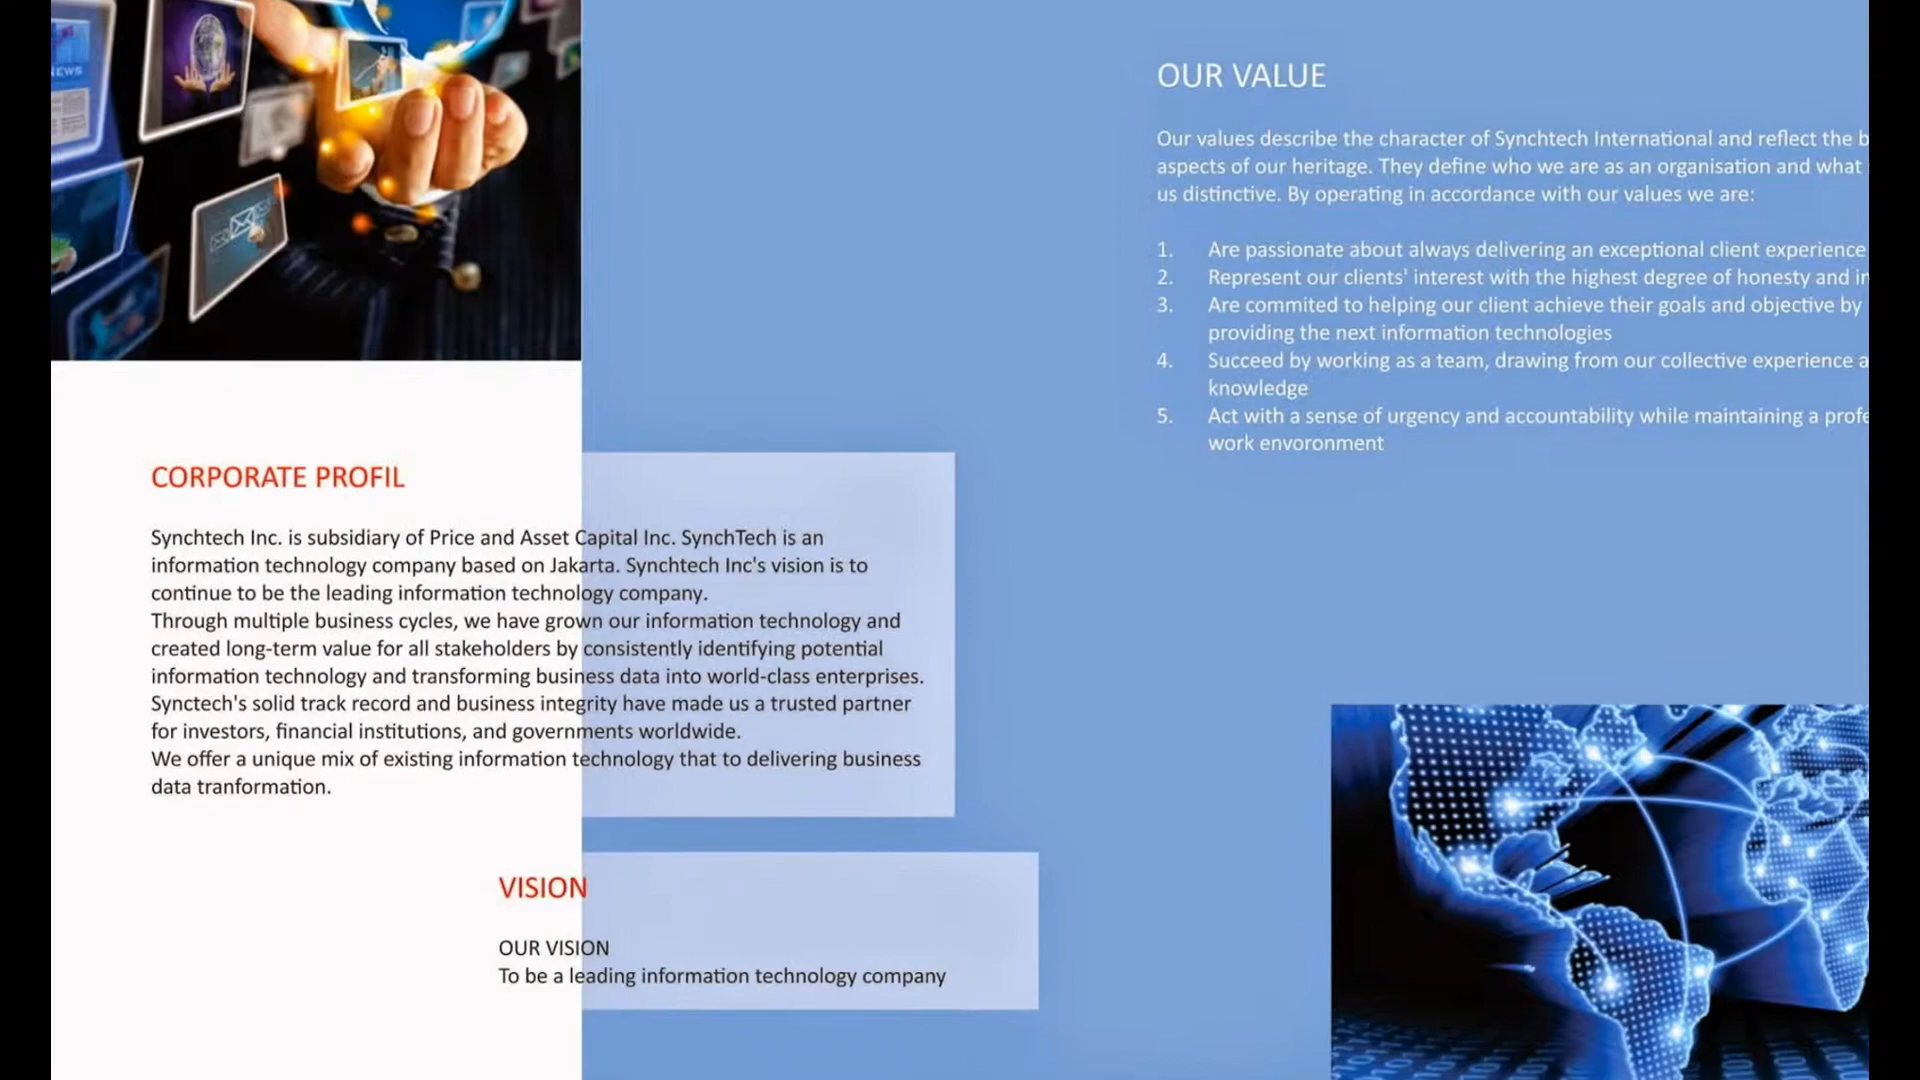 NEWS
OUR VALUE
Our values describe the character of Synchtech International and reflect the
aspects of our heritage. They define who we are as an organisation and what
us distinctive. By operating in accordance with our values we are:
1. Are passionate about always delivering an exceptional client experience
2. Represent our clients' interest with the highest degree of honesty and
3. Are commited to helping our client achieve their goals and objective by
providing the next information technologies
4. Succeed by working as a team, drawing from our collective experience
knowledge
5. Act with a sense of urgency and accountability while maintaining a
work envoronment
CORPORATE PROFIL
Synchtech Inc. is subsidiary of Price and Asset Capital Inc. SynchTech is an
information technology company based on Jakarta. Synchtech Inc's vision is to
continue to be the leading information technology company.
Through multiple business cycles, we have grown our information technology and
created long-term value for all stakeholders by consistently identifying potential
information technology and transforming business data into world-class enterprises.
Synctech's solid track record and business integrity have made us a trusted partner
for investors, financial institutions, and governments worldwide.
We offer a unique mix of existing information technology that to delivering business
data tranformation.
VISION
OUR VISION
To be a leading information technology company